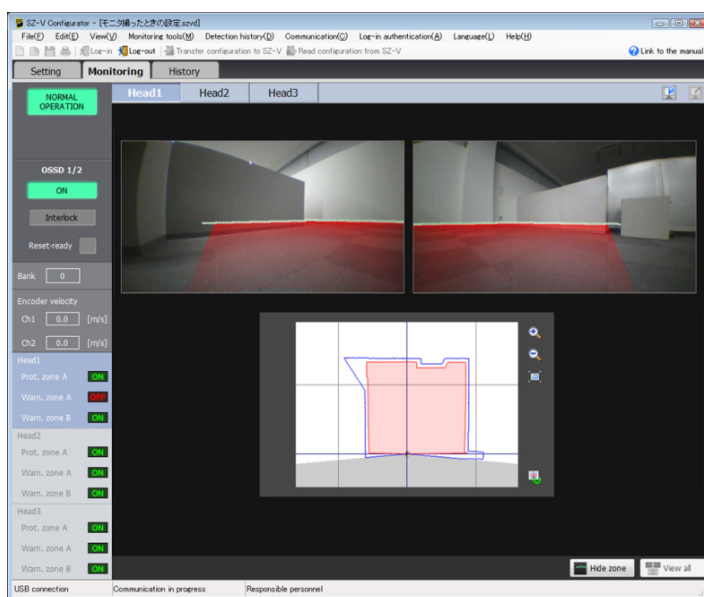 SZ-V Configurator - [モニタ撮ったときの設定.szvd]
File(F) Edit(E) View(V) Monitoring tools(M) Detection history(D) Communication(C) Log-in authentication(A) Language(L) Help(H)
Log-in Log-out Transfer configuration to SZ-V Read configuration from SZ-V Link to the manual
Setting Monitoring History
NORMAL OPERATION
Head1 Head2 Head3
OSSD 1/2
ON
Interlock
Reset-ready
Bank 0
Encoder velocity
Ch1 0.0 [m/s]
Ch2 0.0 [m/s]
Head1
Prot. zone A ON
Warn. zone A OFF
Warn. zone B ON
Head2
Prot. zone A ON
Warn. zone A ON
Warn. zone B ON
Head3
Prot. zone A ON
Warn. zone A ON
Warn. zone B ON
Hide zone View all
USB connection Communication in progress Responsible personnel